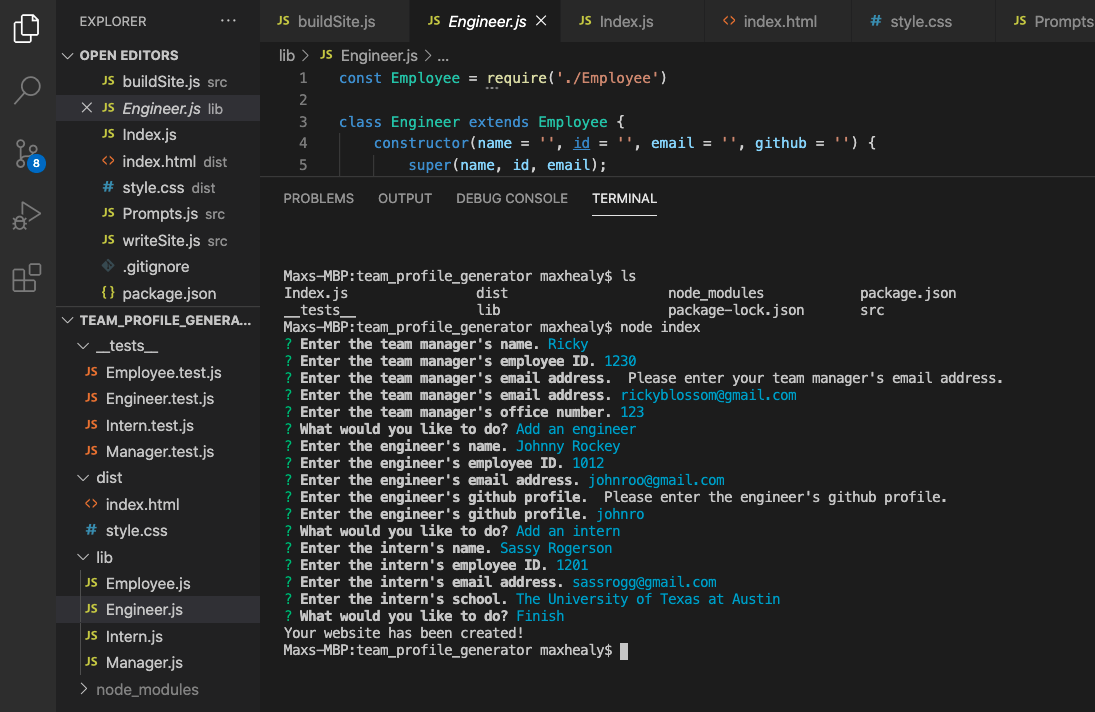 EXPLORER ...
OPEN EDITORS
JS buildSite.js src
JS Engineer.js lib
JS Index.js
<> index.html dist
# style.css dist
JS Prompts.js src
JS writeSite.js src
.gitignore
{} package.json
TEAM_PROFILE_GENERA...
__tests__
JS Employee.test.js
JS Engineer.test.js
JS Intern.test.js
JS Manager.test.js
dist
<> index.html
# style.css
lib
JS Employee.js
JS Engineer.js
JS Intern.js
JS Manager.js
node_modules
8
JS buildSite.js JS Engineer.js JS Index.js <> index.html # style.css JS Prompts
lib > JS Engineer.js > ...
1 const Employee = require('./Employee')
2
3 class Engineer extends Employee {
4 constructor(name = '', id = '', email = '', github = '') {
5 super(name, id, email);
PROBLEMS OUTPUT DEBUG CONSOLE TERMINAL
Maxs-MBP:team_profile_generator maxhealy$ ls
Index.js dist node_modules package.json
__tests__ lib package-lock.json src
Maxs-MBP:team_profile_generator maxhealy$ node index
? Enter the team manager's name. Ricky
? Enter the team manager's employee ID. 1230
? Enter the team manager's email address.  Please enter your team manager's email address.
? Enter the team manager's email address. rickyblossom@gmail.com
? Enter the team manager's office number. 123
? What would you like to do? Add an engineer
? Enter the engineer's name. Johnny Rockey
? Enter the engineer's employee ID. 1012
? Enter the engineer's email address. johnroo@gmail.com
? Enter the engineer's github profile.  Please enter the engineer's github profile.
? Enter the engineer's github profile. johnro
? What would you like to do? Add an intern
? Enter the intern's name. Sassy Rogerson
? Enter the intern's employee ID. 1201
? Enter the intern's email address. sassrogg@gmail.com
? Enter the intern's school. The University of Texas at Austin
? What would you like to do? Finish
Your website has been created!
Maxs-MBP:team_profile_generator maxhealy$